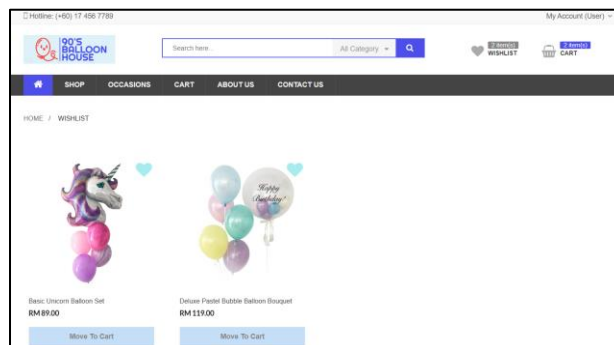 Hotline: (+60) 17 456 7789
My Account (User)
90'S
BALLOON
HOUSE
Search here..
All Category
2 item(s)
WISHLIST
2 item(s)
CART
SHOP
OCCASIONS
CART
ABOUT US
CONTACT US
HOME / WISHLIST
Happy
Birthday!
Basic Unicorn Balloon Set
RM 89.00
Move To Cart
Deluxe Pastel Bubble Balloon Bouquet
RM 119.00
Move To Cart